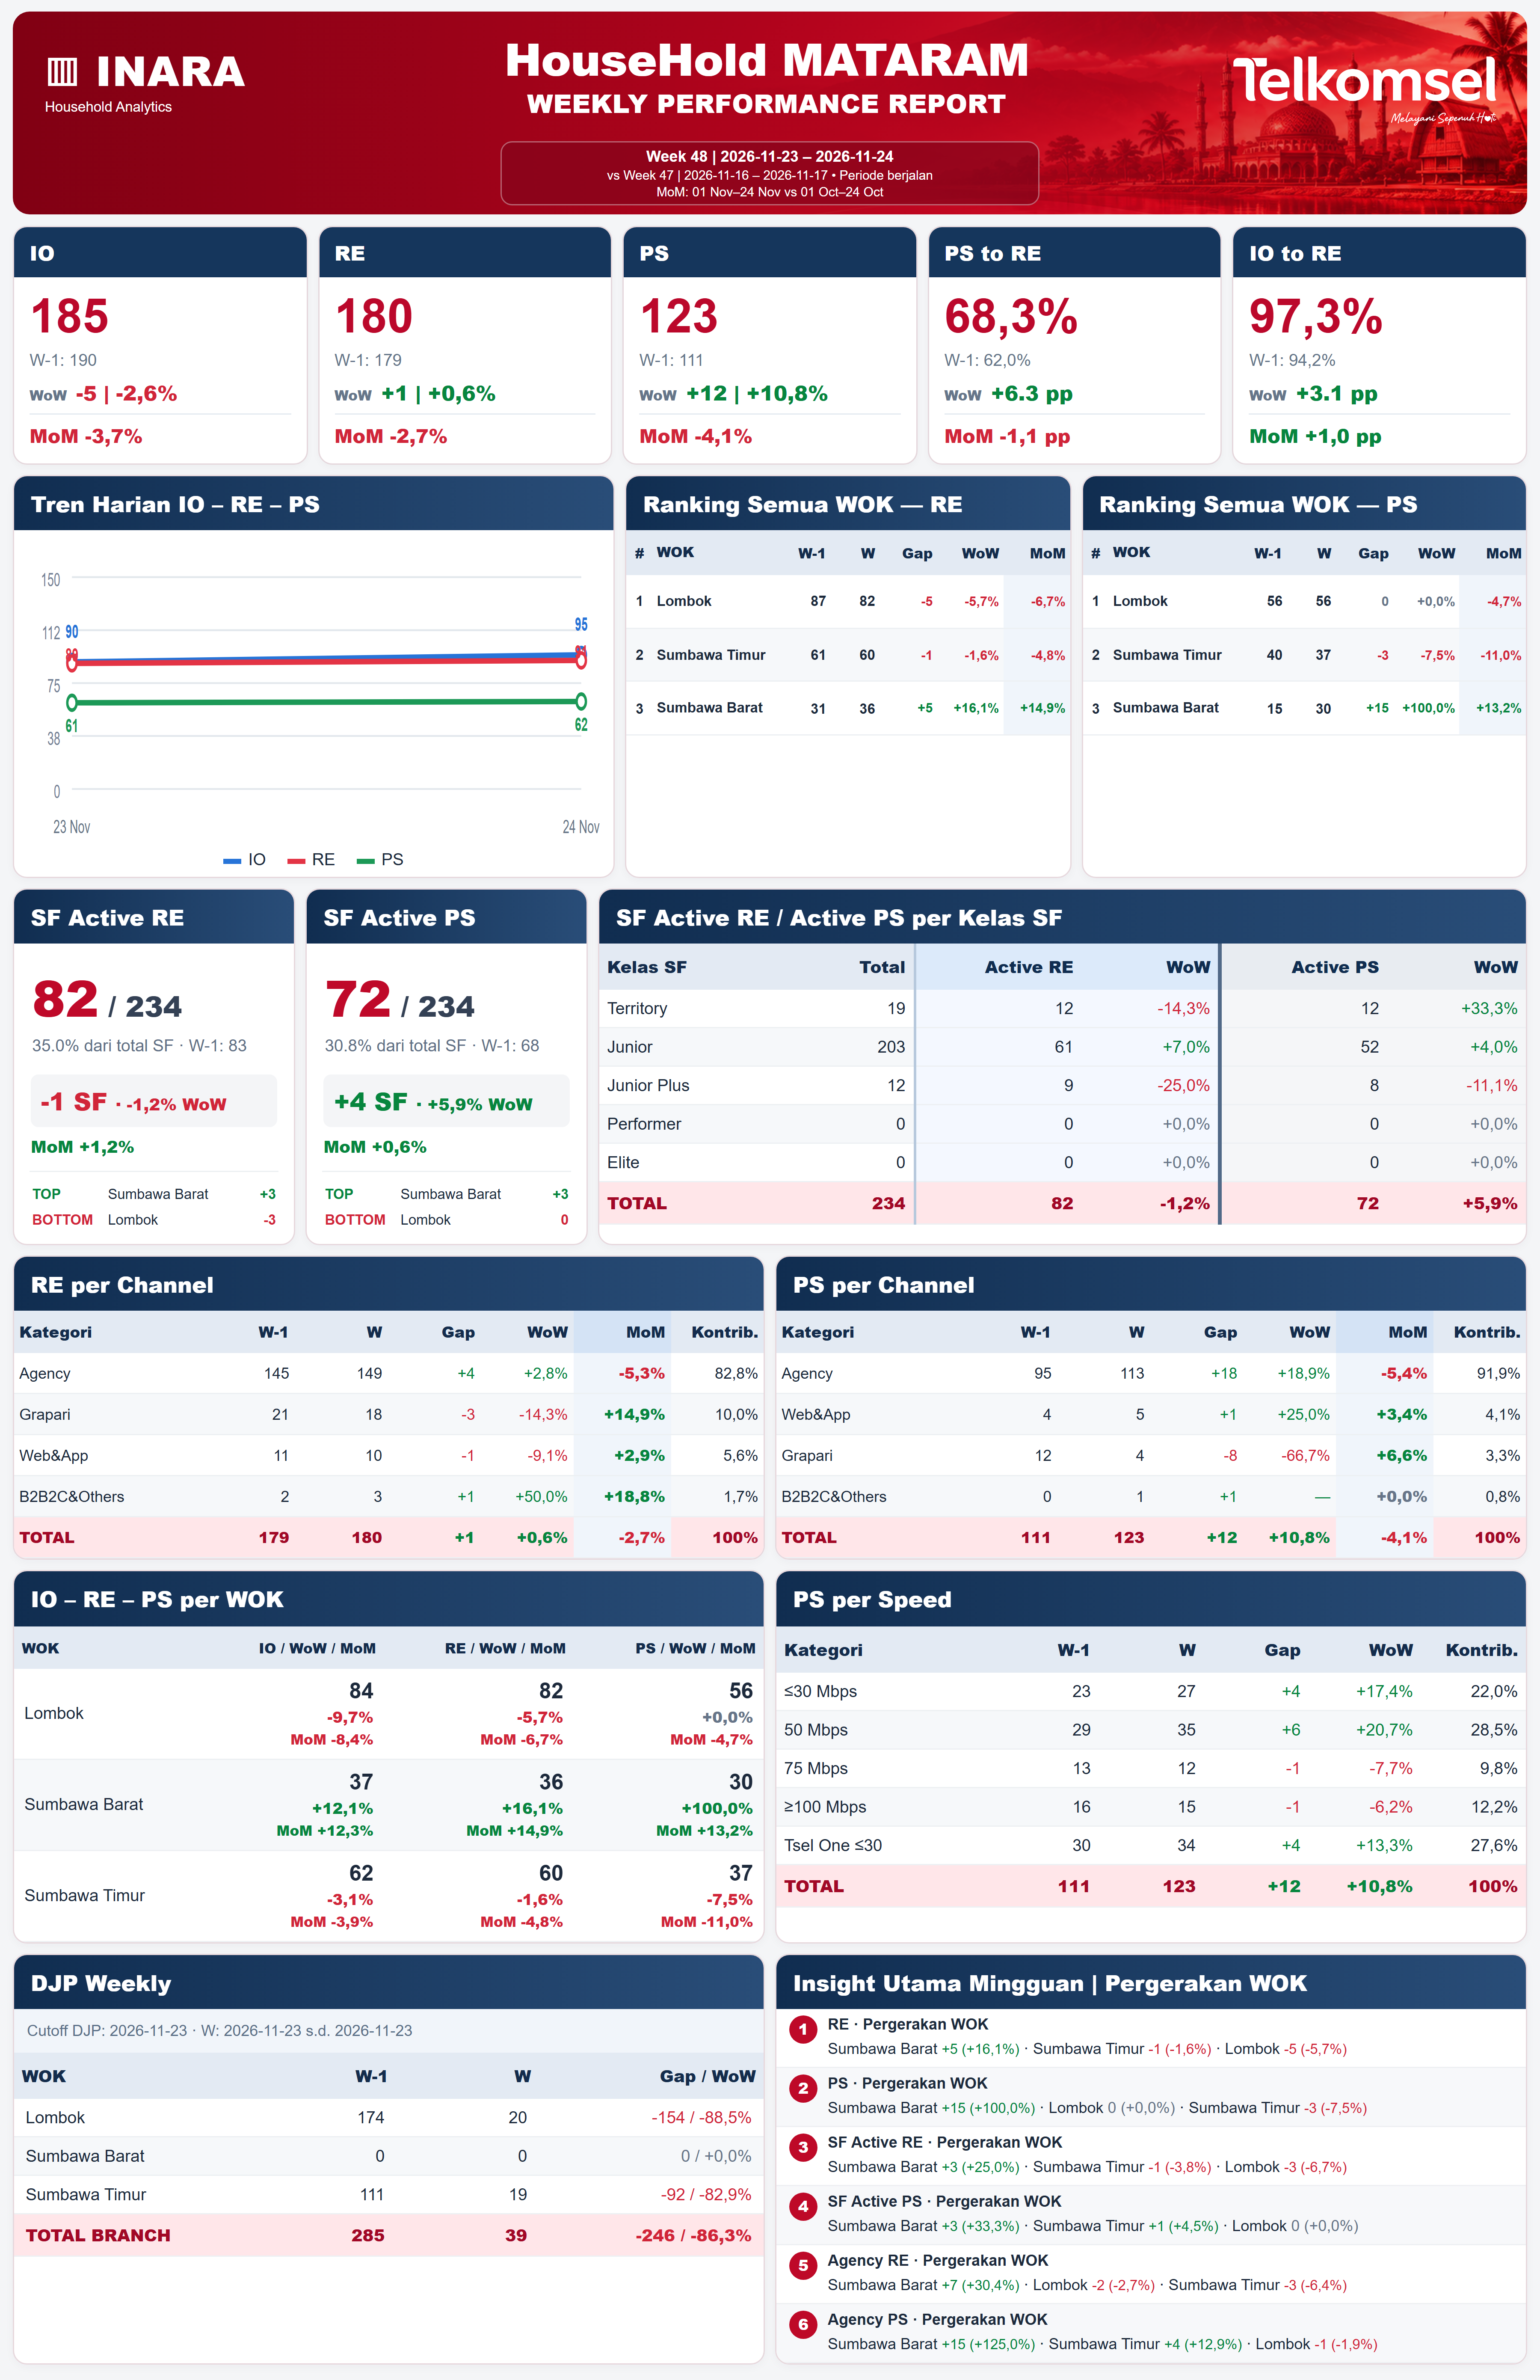 INARA
Household Analytics
HouseHold MATARAM
WEEKLY PERFORMANCE REPORT
Week 48 | 2026-11-23 – 2026-11-24
vs Week 47 | 2026-11-16 – 2026-11-17 • Periode berjalan
MoM: 01 Nov–24 Nov vs 01 Oct–24 Oct
Telkomsel
Melayani Sepenuh Hati
IO
185
W-1: 190
WoW -5 | -2,6%
MoM -3,7%
RE
180
W-1: 179
WoW +1 | +0,6%
MoM -2,7%
PS
123
W-1: 111
WoW +12 | +10,8%
MoM -4,1%
PS to RE
68,3%
W-1: 62,0%
WoW +6.3 pp
MoM -1,1 pp
IO to RE
97,3%
W-1: 94,2%
WoW +3.1 pp
MoM +1,0 pp
Tren Harian IO – RE – PS
150
112
75
38
0
90
95
61
62
23 Nov 24 Nov
IO RE PS
Ranking Semua WOK — RE
# WOK W-1 W Gap WoW MoM
1 Lombok 87 82 -5 -5,7% -6,7%
2 Sumbawa Timur 61 60 -1 -1,6% -4,8%
3 Sumbawa Barat 31 36 +5 +16,1% +14,9%
Ranking Semua WOK — PS
# WOK W-1 W Gap WoW MoM
1 Lombok 56 56 0 +0,0% -4,7%
2 Sumbawa Timur 40 37 -3 -7,5% -11,0%
3 Sumbawa Barat 15 30 +15 +100,0% +13,2%
SF Active RE
82 / 234
35.0% dari total SF · W-1: 83
-1 SF · -1,2% WoW
MoM +1,2%
TOP Sumbawa Barat +3
BOTTOM Lombok -3
SF Active PS
72 / 234
30.8% dari total SF · W-1: 68
+4 SF · +5,9% WoW
MoM +0,6%
TOP Sumbawa Barat +3
BOTTOM Lombok 0
SF Active RE / Active PS per Kelas SF
Kelas SF Total Active RE WoW Active PS WoW
Territory 19 12 -14,3% 12 +33,3%
Junior 203 61 +7,0% 52 +4,0%
Junior Plus 12 9 -25,0% 8 -11,1%
Performer 0 0 +0,0% 0 +0,0%
Elite 0 0 +0,0% 0 +0,0%
TOTAL 234 82 -1,2% 72 +5,9%
RE per Channel
Kategori W-1 W Gap WoW MoM Kontrib.
Agency 145 149 +4 +2,8% -5,3% 82,8%
Grapari 21 18 -3 -14,3% +14,9% 10,0%
Web&App 11 10 -1 -9,1% +2,9% 5,6%
B2B2C&Others 2 3 +1 +50,0% +18,8% 1,7%
TOTAL 179 180 +1 +0,6% -2,7% 100%
PS per Channel
Kategori W-1 W Gap WoW MoM Kontrib.
Agency 95 113 +18 +18,9% -5,4% 91,9%
Web&App 4 5 +1 +25,0% +3,4% 4,1%
Grapari 12 4 -8 -66,7% +6,6% 3,3%
B2B2C&Others 0 1 +1 — +0,0% 0,8%
TOTAL 111 123 +12 +10,8% -4,1% 100%
IO – RE – PS per WOK
WOK IO / WoW / MoM RE / WoW / MoM PS / WoW / MoM
84 82 56
Lombok
-9,7% -5,7% +0,0%
MoM -8,4% MoM -6,7% MoM -4,7%
37 36 30
Sumbawa Barat
+12,1% +16,1% +100,0%
MoM +12,3% MoM +14,9% MoM +13,2%
62 60 37
Sumbawa Timur
-3,1% -1,6% -7,5%
MoM -3,9% MoM -4,8% MoM -11,0%
PS per Speed
Kategori W-1 W Gap WoW Kontrib.
≤30 Mbps 23 27 +4 +17,4% 22,0%
50 Mbps 29 35 +6 +20,7% 28,5%
75 Mbps 13 12 -1 -7,7% 9,8%
≥100 Mbps 16 15 -1 -6,2% 12,2%
Tsel One ≤30 30 34 +4 +13,3% 27,6%
TOTAL 111 123 +12 +10,8% 100%
DJP Weekly
Cutoff DJP: 2026-11-23 · W: 2026-11-23 s.d. 2026-11-23
WOK W-1 W Gap / WoW
Lombok 174 20 -154 / -88,5%
Sumbawa Barat 0 0 0 / +0,0%
Sumbawa Timur 111 19 -92 / -82,9%
TOTAL BRANCH 285 39 -246 / -86,3%
Insight Utama Mingguan | Pergerakan WOK
1 RE · Pergerakan WOK
Sumbawa Barat +5 (+16,1%) · Sumbawa Timur -1 (-1,6%) · Lombok -5 (-5,7%)
2 PS · Pergerakan WOK
Sumbawa Barat +15 (+100,0%) · Lombok 0 (+0,0%) · Sumbawa Timur -3 (-7,5%)
3 SF Active RE · Pergerakan WOK
Sumbawa Barat +3 (+25,0%) · Sumbawa Timur -1 (-3,8%) · Lombok -3 (-6,7%)
4 SF Active PS · Pergerakan WOK
Sumbawa Barat +3 (+33,3%) · Sumbawa Timur +1 (+4,5%) · Lombok 0 (+0,0%)
5 Agency RE · Pergerakan WOK
Sumbawa Barat +7 (+30,4%) · Lombok -2 (-2,7%) · Sumbawa Timur -3 (-6,4%)
6 Agency PS · Pergerakan WOK
Sumbawa Barat +15 (+125,0%) · Sumbawa Timur +4 (+12,9%) · Lombok -1 (-1,9%)